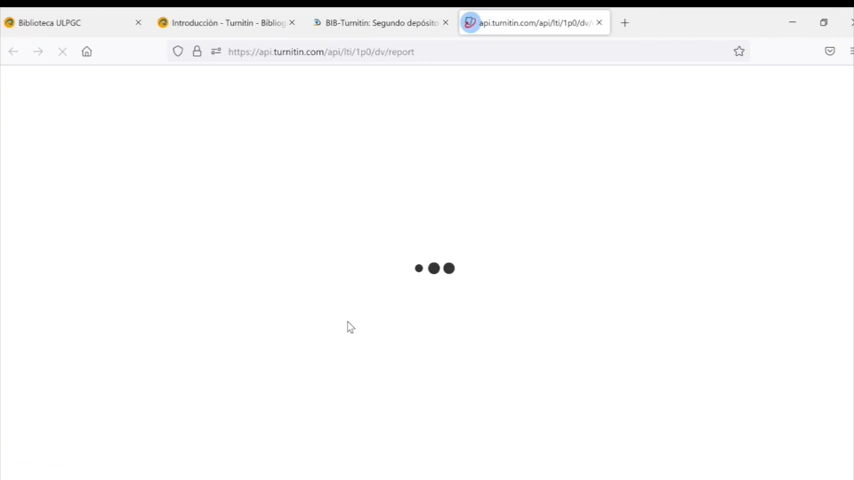 Biblioteca ULPGC
Introducción - Turnitin - Bibliog
BIB-Turnitin: Segundo depósito
api.turnitin.com/api/lti/1p0/dv/
https://api.turnitin.com/api/lti/1p0/dv/report